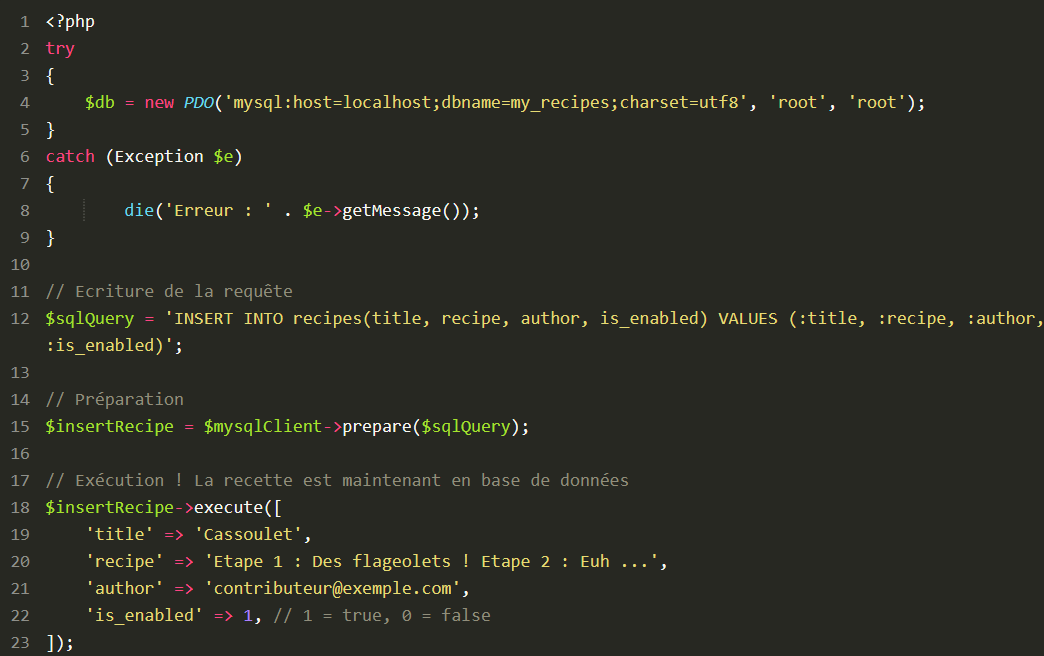 1 <?php
2 try
3 {
4     $db = new PDO('mysql:host=localhost;dbname=my_recipes;charset=utf8', 'root', 'root');
5 }
6 catch (Exception $e)
7 {
8         die('Erreur : ' . $e->getMessage());
9 }
10
11 // Ecriture de la requête
12 $sqlQuery = 'INSERT INTO recipes(title, recipe, author, is_enabled) VALUES (:title, :recipe, :author,
:is_enabled)';
13
14 // Préparation
15 $insertRecipe = $mysqlClient->prepare($sqlQuery);
16
17 // Exécution ! La recette est maintenant en base de données
18 $insertRecipe->execute([
19     'title' => 'Cassoulet',
20     'recipe' => 'Etape 1 : Des flageolets ! Etape 2 : Euh ...',
21     'author' => 'contributeur@exemple.com',
22     'is_enabled' => 1, // 1 = true, 0 = false
23 ]);